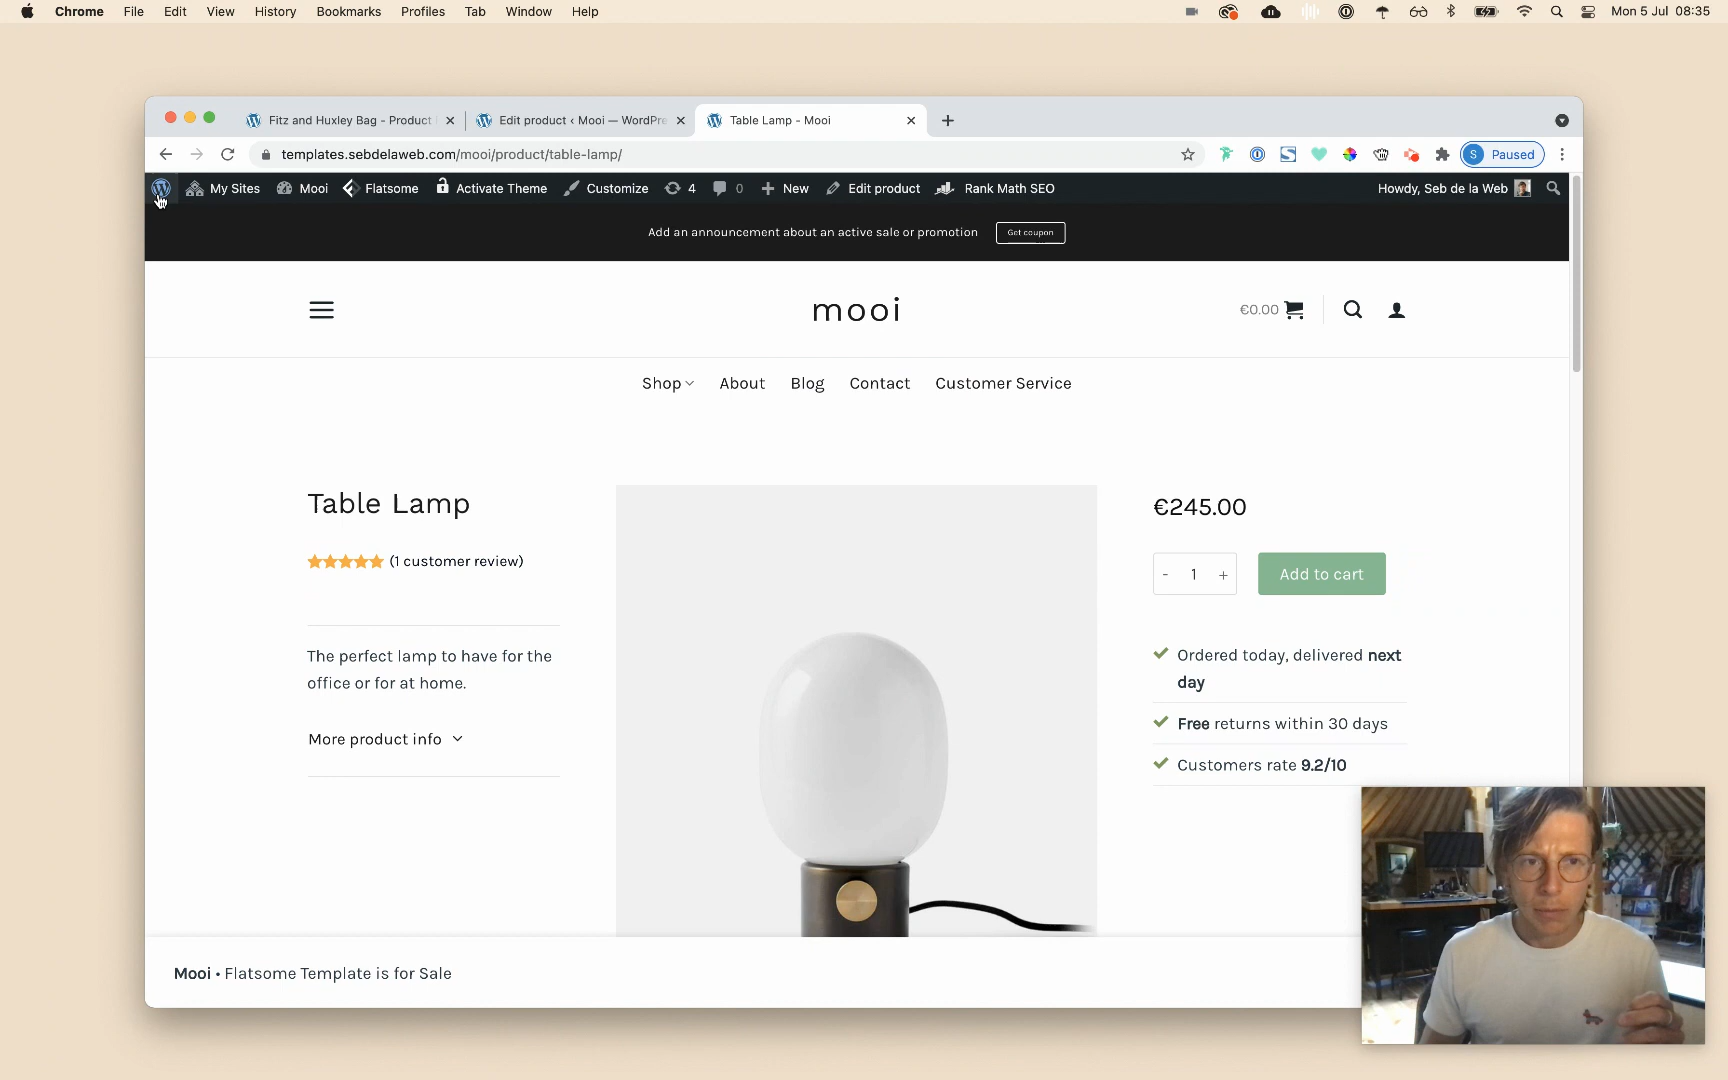 Chrome File Edit View History Bookmarks Profiles Tab Window Help Mon 5 Jul 08:35
Fitz and Huxley Bag - Product Edit product ‹ Mooi — WordPre Table Lamp - Mooi
templates.sebdelaweb.com/mooi/product/table-lamp/ S Paused
My Sites Mooi Flatsome Activate Theme Customize 4 0 New Edit product Rank Math SEO Howdy, Seb de la Web
Add an announcement about an active sale or promotion Get coupon
mooi €0.00
Shop About Blog Contact Customer Service
Table Lamp
(1 customer review)
The perfect lamp to have for the
office or for at home.
More product info
€245.00
- 1 + Add to cart
Ordered today, delivered next
day
Free returns within 30 days
Customers rate 9.2/10
Mooi • Flatsome Template is for Sale